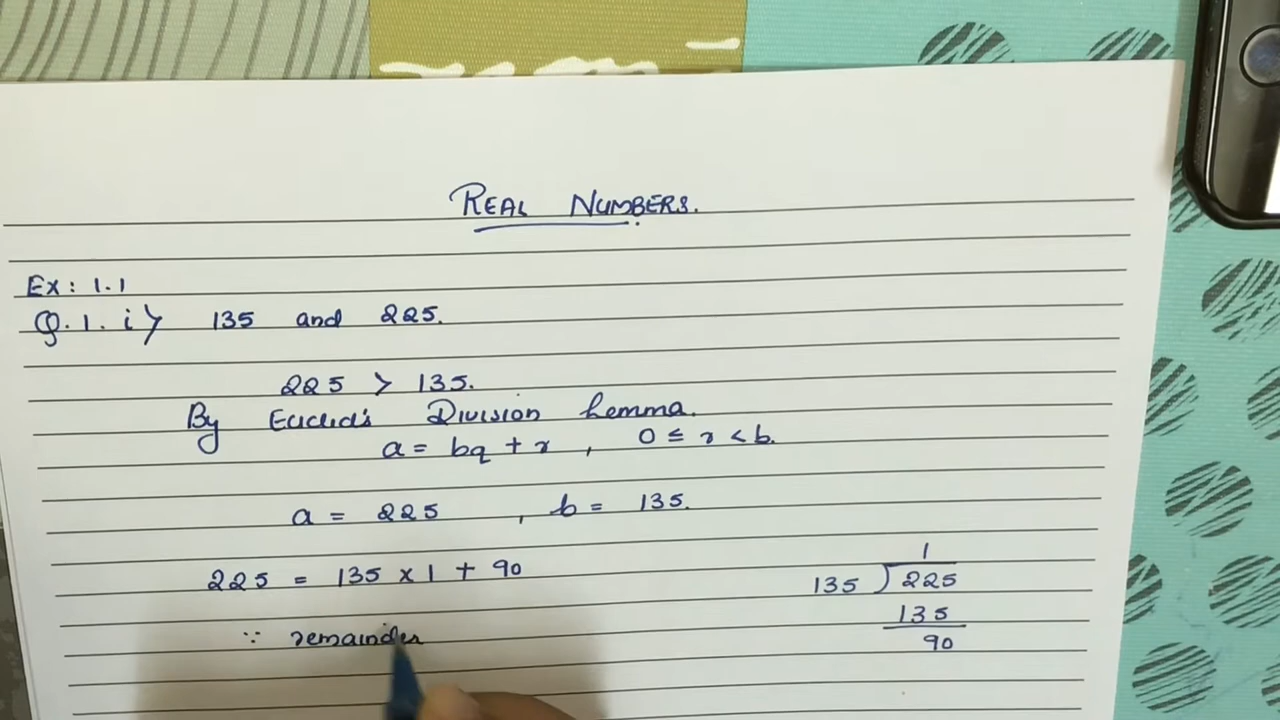 REAL NUMBERS.
Ex: 1.1
Q.1. i> 135 and 225.
225 > 135.
By Euclid's Division Lemma.
a = bq + r , 0 ≤ r < b.
a = 225 , b = 135.
225 = 135 × 1 + 90
∵ remainder
1
135 ) 225
135
90